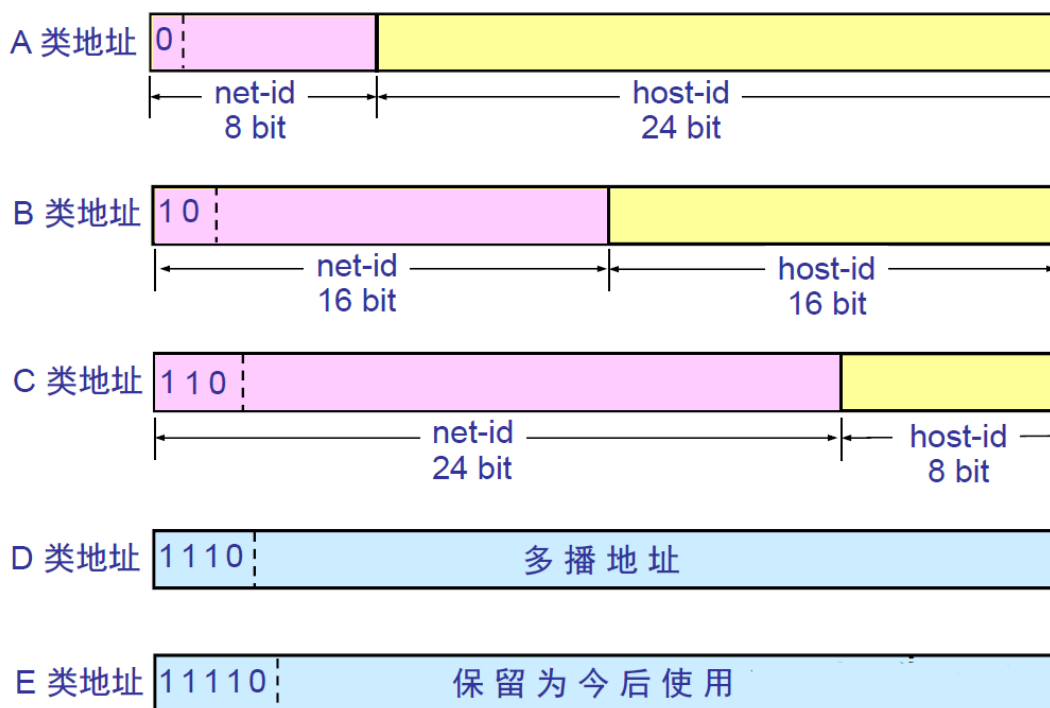 A 类地址
0
net-id
8 bit
host-id
24 bit
B 类地址
10
net-id
16 bit
host-id
16 bit
C 类地址
110
net-id
24 bit
host-id
8 bit
D 类地址
1110
多播地址
E 类地址
11110
保留为今后使用